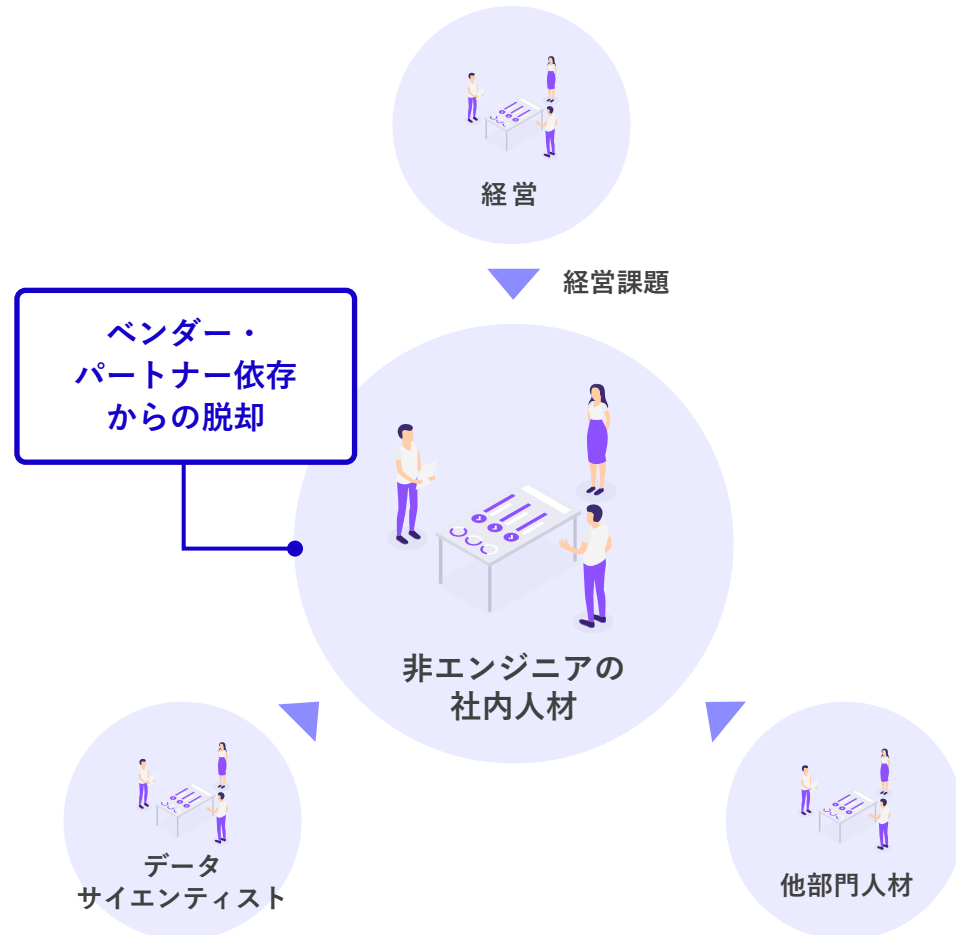 経営
経営課題
ベンダー・
パートナー依存
からの脱却
非エンジニアの
社内人材
データ
サイエンティスト
他部門人材